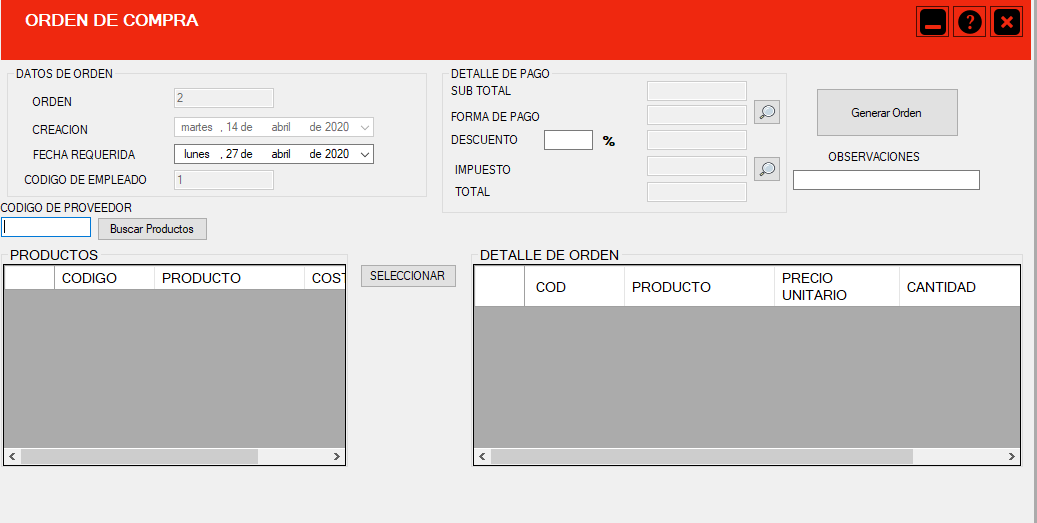 ORDEN DE COMPRA
DATOS DE ORDEN
ORDEN 2
CREACION martes , 14 de abril de 2020
FECHA REQUERIDA lunes , 27 de abril de 2020
CODIGO DE EMPLEADO 1
DETALLE DE PAGO
SUB TOTAL
FORMA DE PAGO
DESCUENTO %
IMPUESTO
TOTAL
Generar Orden
OBSERVACIONES
CODIGO DE PROVEEDOR
Buscar Productos
PRODUCTOS
CODIGO PRODUCTO COST
SELECCIONAR
DETALLE DE ORDEN
COD PRODUCTO PRECIO UNITARIO CANTIDAD